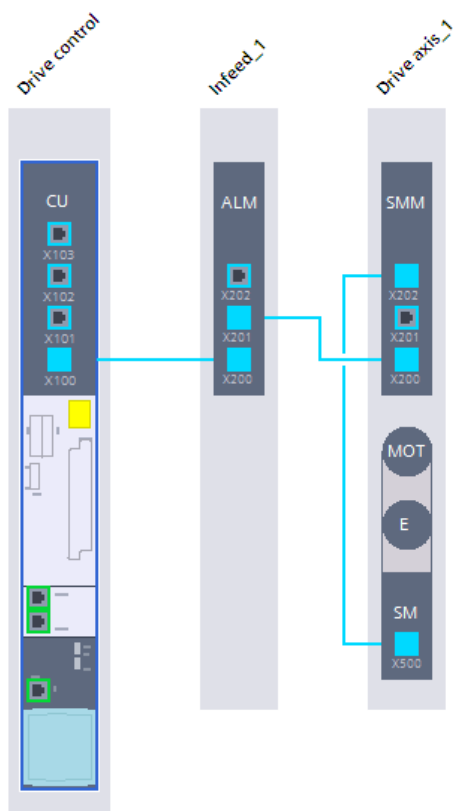 Drive control
Infeed_1
Drive axis_1
CU
X103
X102
X101
X100
ALM
X202
X201
X200
SMM
X202
X201
X200
MOT
E
SM
X500